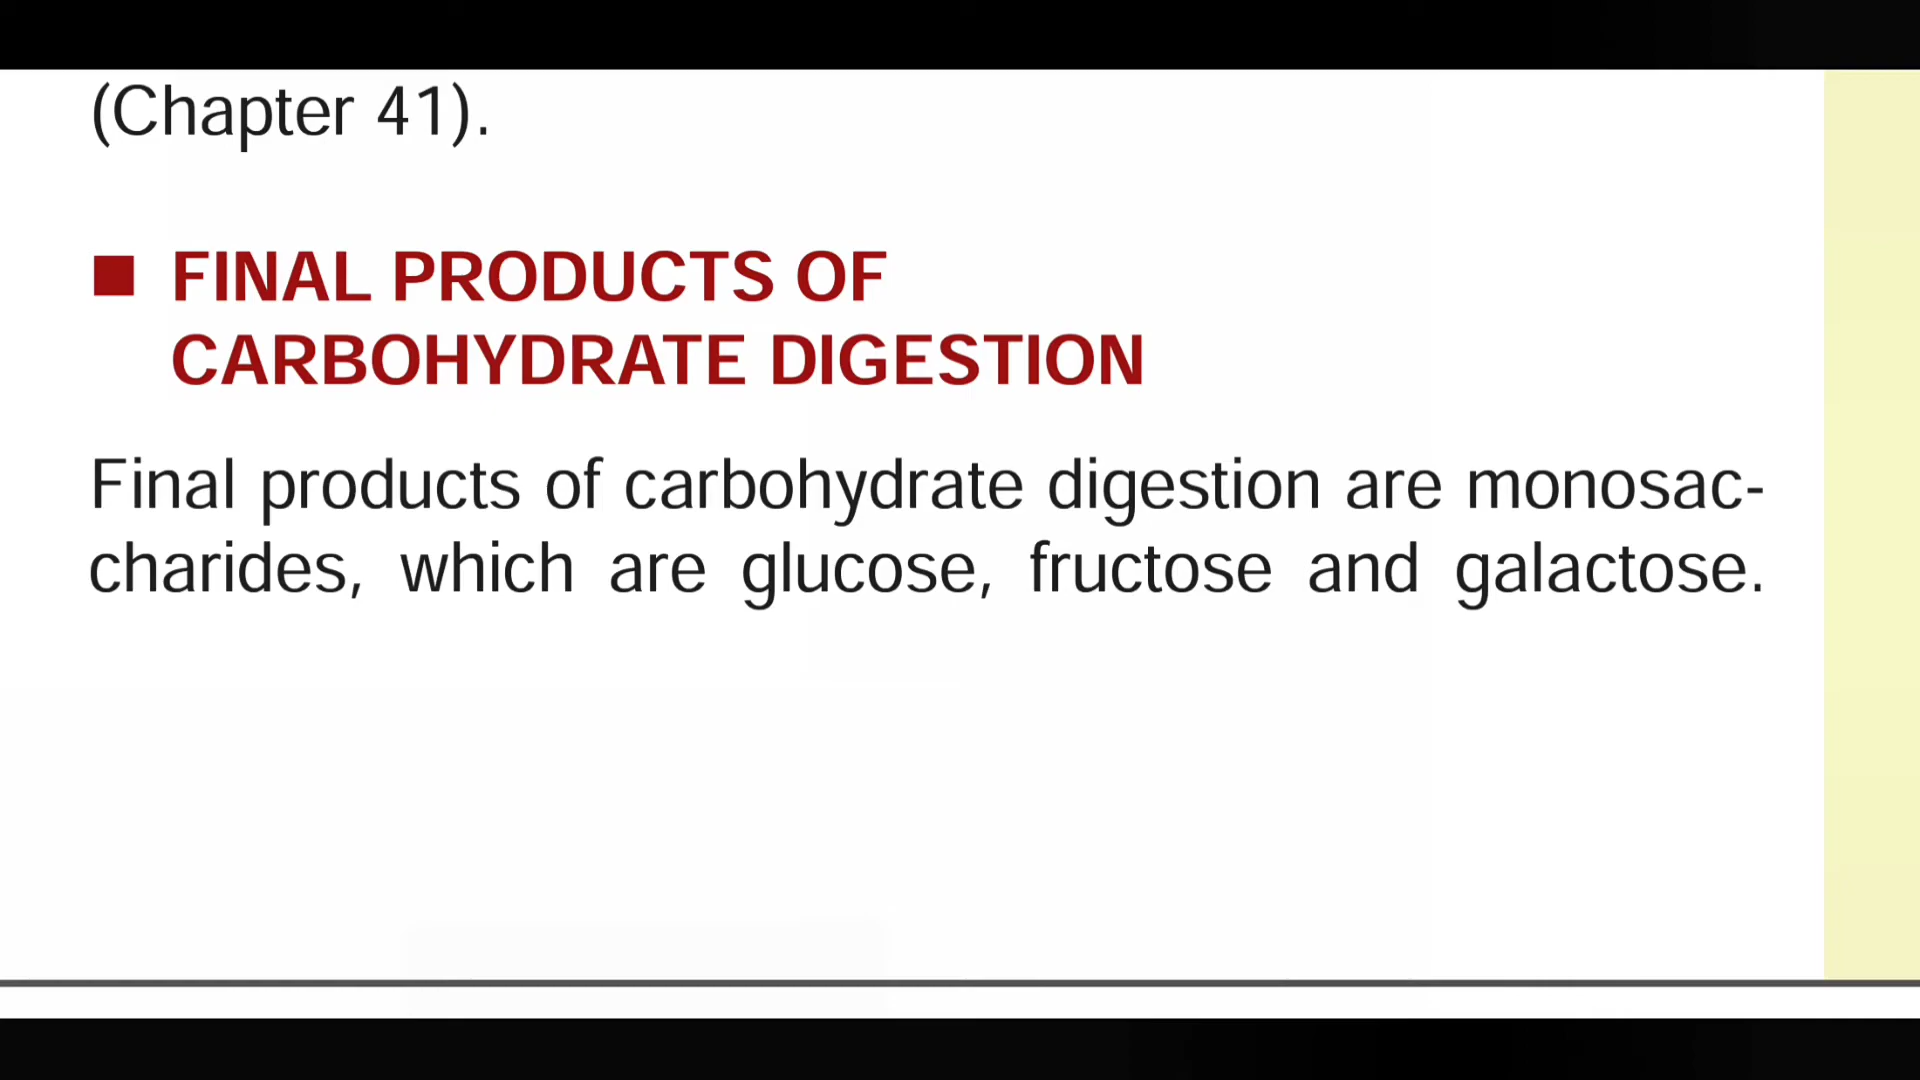 (Chapter 41).
■ FINAL PRODUCTS OF
CARBOHYDRATE DIGESTION
Final products of carbohydrate digestion are monosac-
charides, which are glucose, fructose and galactose.